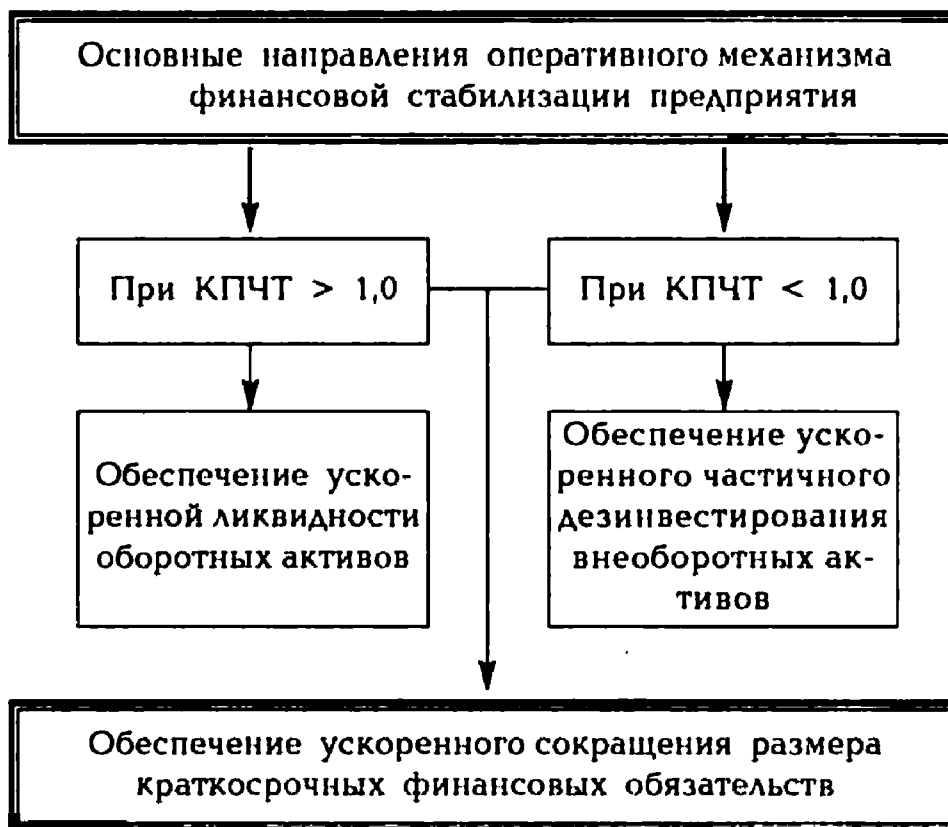 Основные направления оперативного механизма
финансовой стабилизации предприятия
При КПЧТ > 1,0
При КПЧТ < 1,0
Обеспечение уско-
ренной ликвидности
оборотных активов
Обеспечение уско-
ренного частичного
дезинвестирования
внеоборотных ак-
тивов
Обеспечение ускоренного сокращения размера
краткосрочных финансовых обязательств